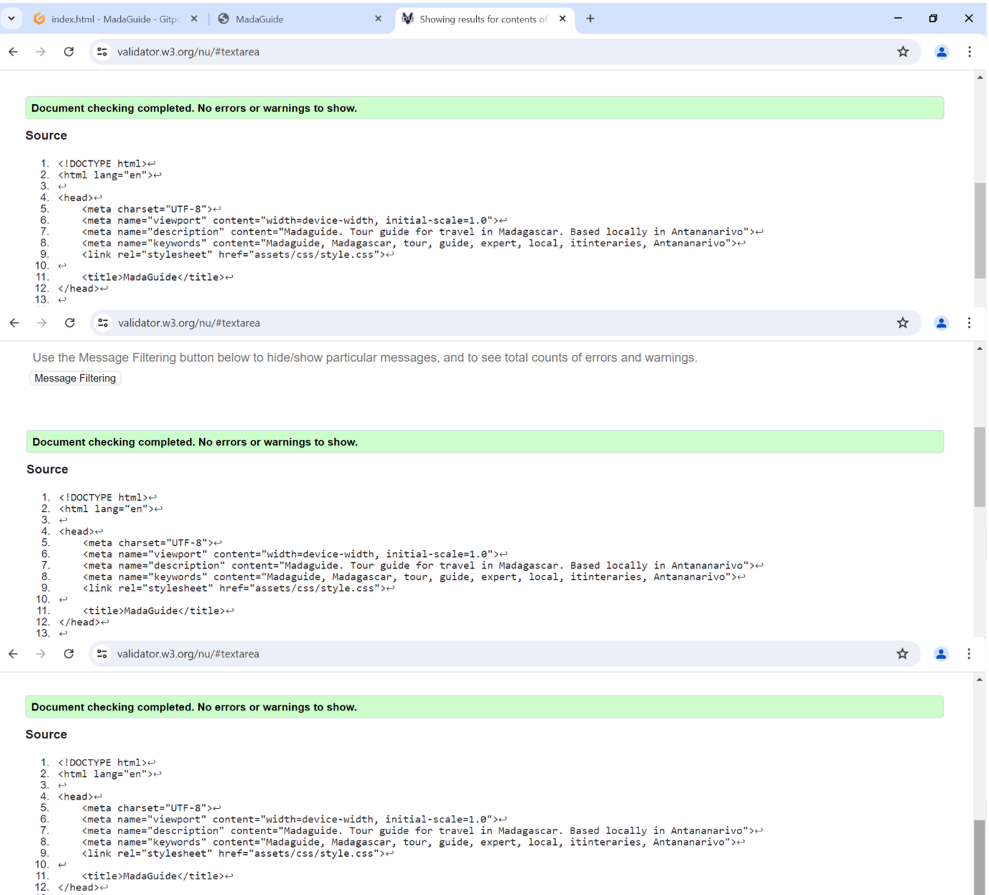 index.html - MadaGuide - Gitp
MadaGuide
Showing results for contents of
validator.w3.org/nu/#textarea
Document checking completed. No errors or warnings to show.
Source
1. <!DOCTYPE html>↩
2. <html lang="en">↩
3. ↩
4. <head>↩
5. <meta charset="UTF-8">↩
6. <meta name="viewport" content="width=device-width, initial-scale=1.0">↩
7. <meta name="description" content="Madaguide. Tour guide for travel in Madagascar. Based locally in Antananarivo">↩
8. <meta name="keywords" content="Madaguide, Madagascar, tour, guide, expert, local, itinteraries, Antananarivo">↩
9. <link rel="stylesheet" href="assets/css/style.css">↩
10. ↩
11. <title>MadaGuide</title>↩
12. </head>↩
13. ↩
validator.w3.org/nu/#textarea
Use the Message Filtering button below to hide/show particular messages, and to see total counts of errors and warnings.
Message Filtering
Document checking completed. No errors or warnings to show.
Source
1. <!DOCTYPE html>↩
2. <html lang="en">↩
3. ↩
4. <head>↩
5. <meta charset="UTF-8">↩
6. <meta name="viewport" content="width=device-width, initial-scale=1.0">↩
7. <meta name="description" content="Madaguide. Tour guide for travel in Madagascar. Based locally in Antananarivo">↩
8. <meta name="keywords" content="Madaguide, Madagascar, tour, guide, expert, local, itinteraries, Antananarivo">↩
9. <link rel="stylesheet" href="assets/css/style.css">↩
10. ↩
11. <title>MadaGuide</title>↩
12. </head>↩
13. ↩
validator.w3.org/nu/#textarea
Document checking completed. No errors or warnings to show.
Source
1. <!DOCTYPE html>↩
2. <html lang="en">↩
3. ↩
4. <head>↩
5. <meta charset="UTF-8">↩
6. <meta name="viewport" content="width=device-width, initial-scale=1.0">↩
7. <meta name="description" content="Madaguide. Tour guide for travel in Madagascar. Based locally in Antananarivo">↩
8. <meta name="keywords" content="Madaguide, Madagascar, tour, guide, expert, local, itinteraries, Antananarivo">↩
9. <link rel="stylesheet" href="assets/css/style.css">↩
10. ↩
11. <title>MadaGuide</title>↩
12. </head>↩